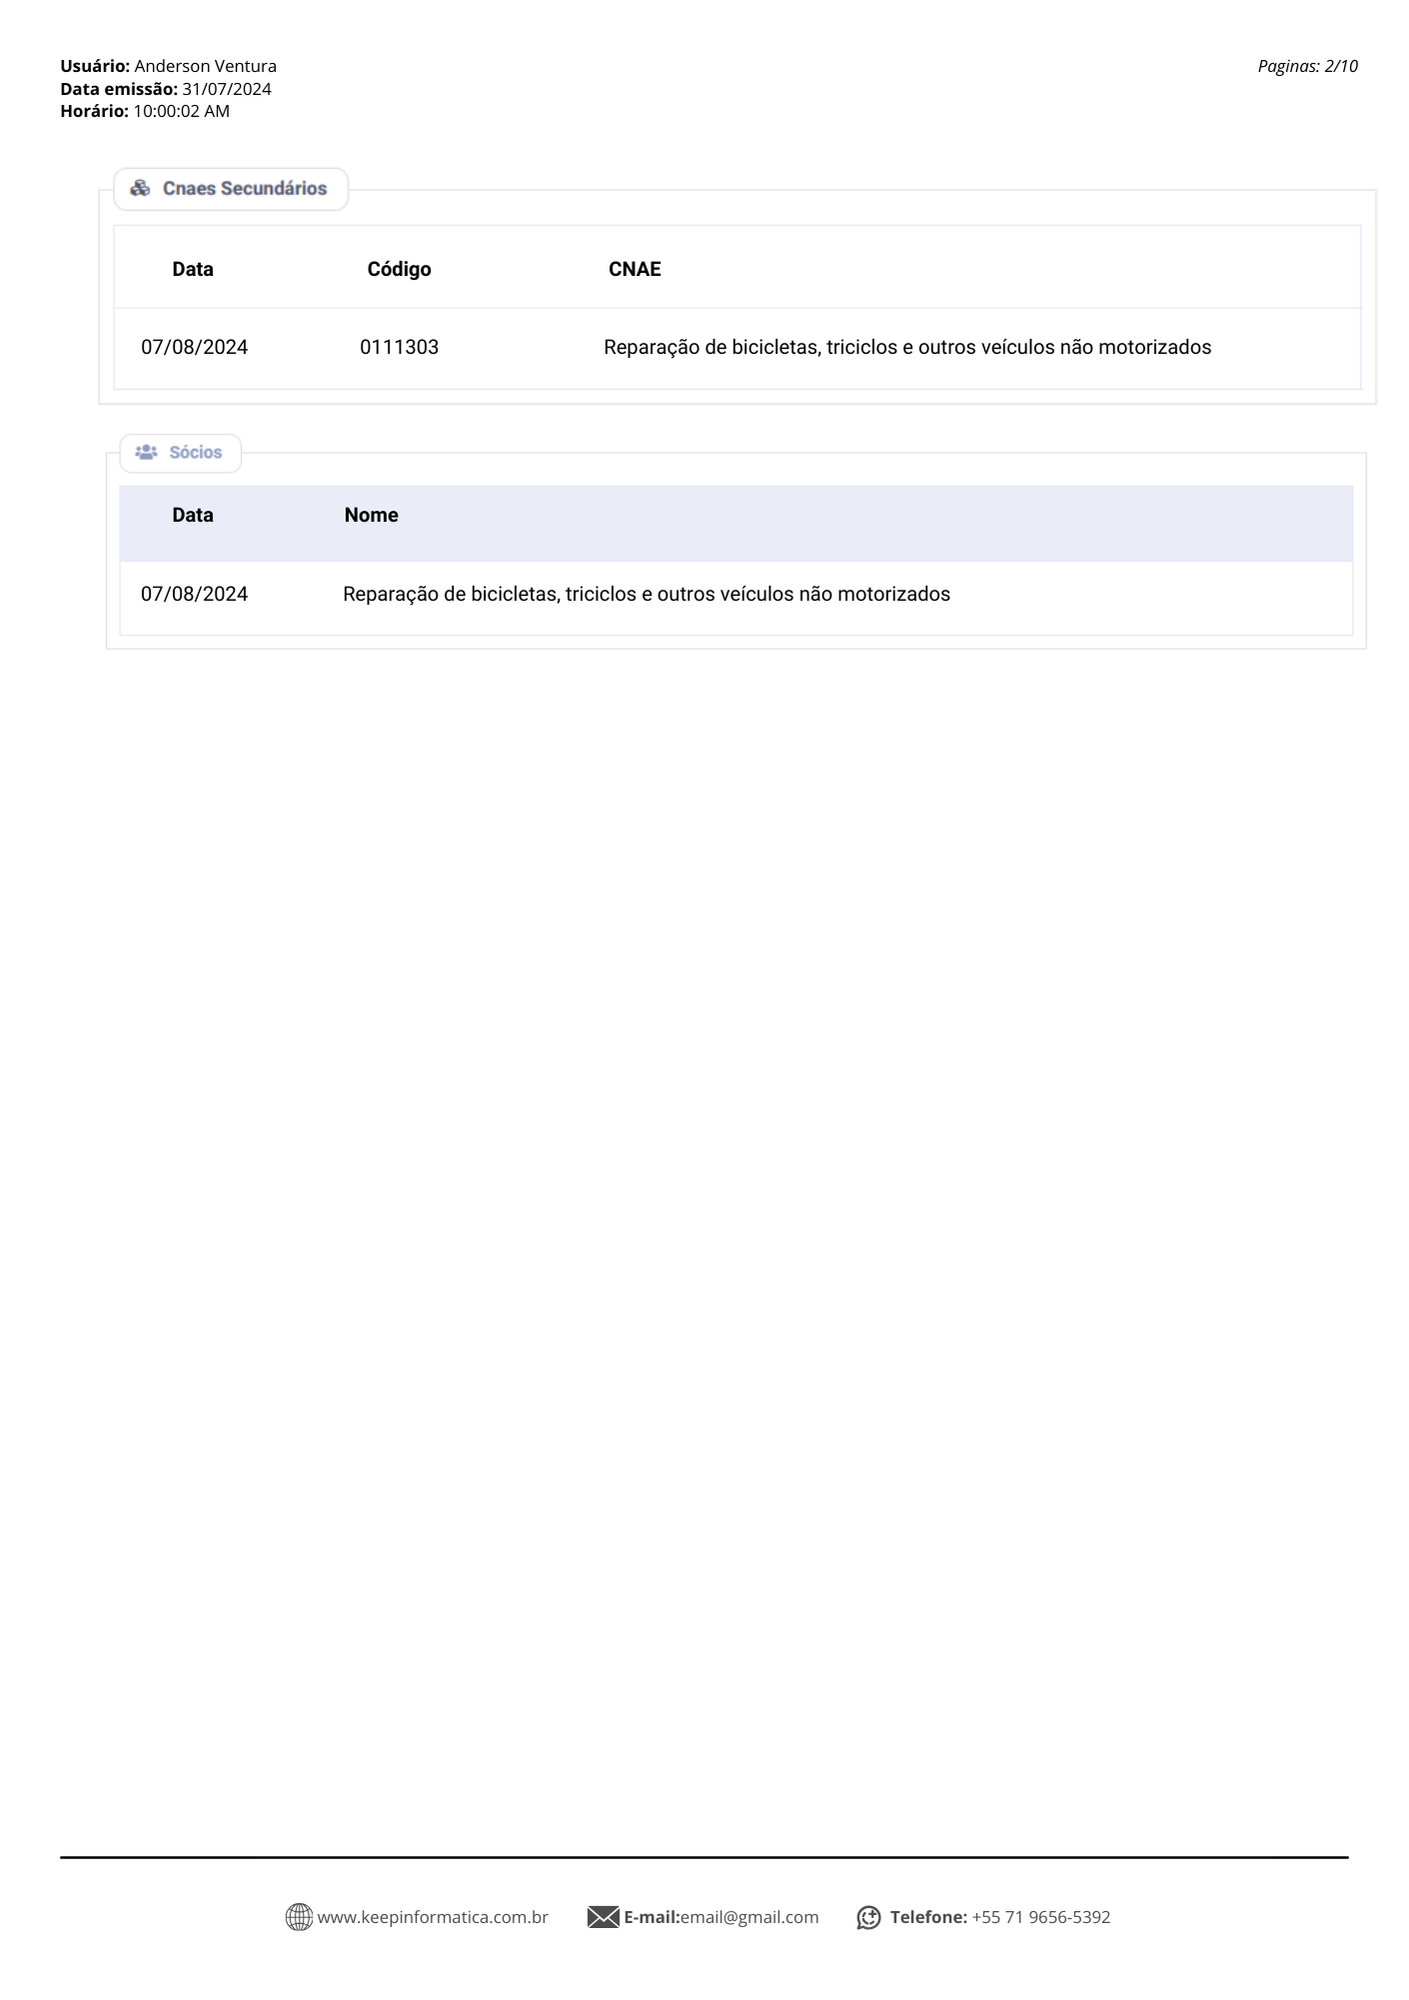 Usuário: Anderson Ventura
Paginas: 2/10
Data emissão: 31/07/2024
Horário: 10:00:02 AM
Cnaes Secundários
Data Código CNAE
07/08/2024 0111303 Reparação de bicicletas, triciclos e outros veículos não motorizados
Sócios
Data Nome
07/08/2024 Reparação de bicicletas, triciclos e outros veículos não motorizados
www.keepinformatica.com.br E-mail:email@gmail.com Telefone: +55 71 9656-5392